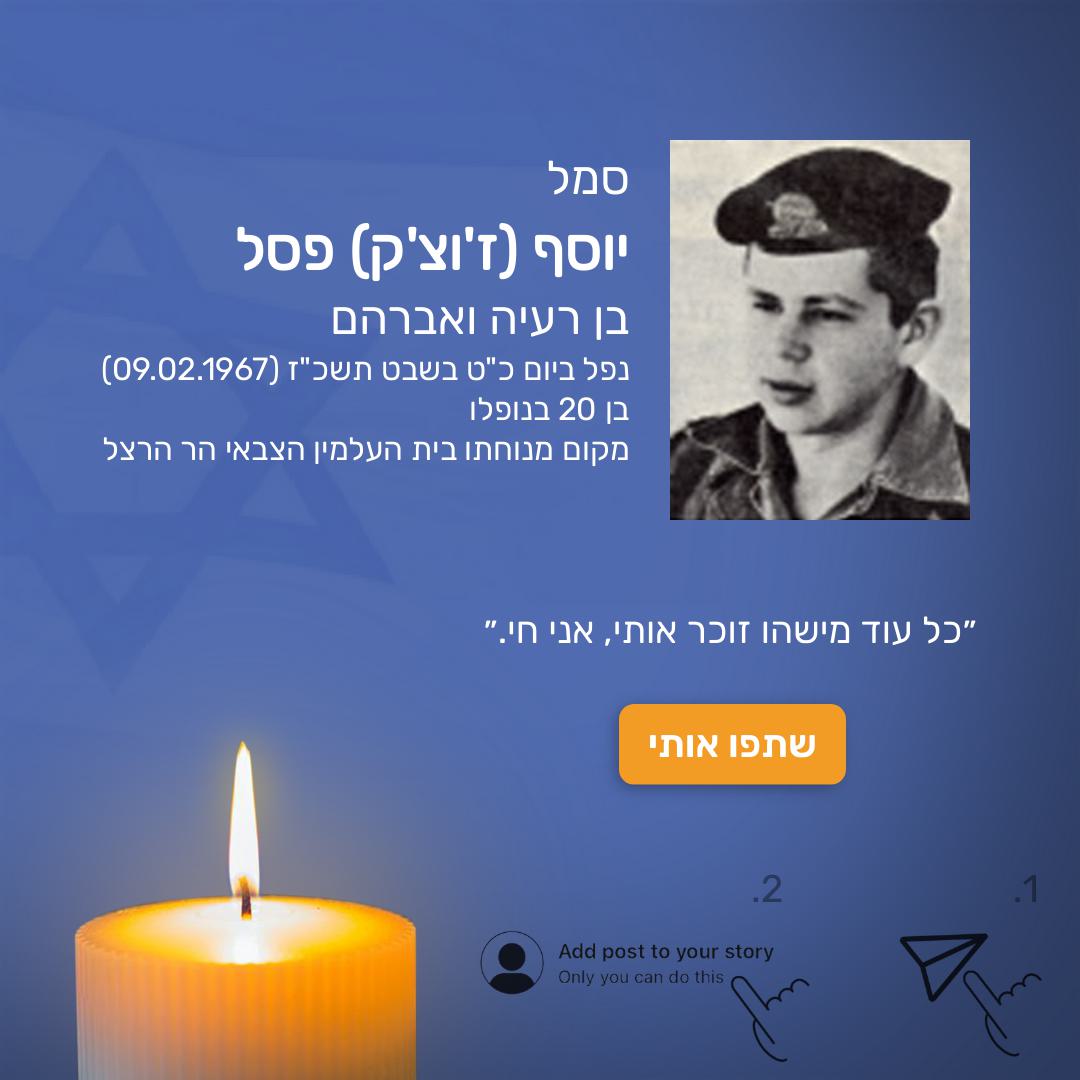 סמל
יוסף (ז'וצ'ק) פסל
בן רעיה ואברהם
נפל ביום כ"ט בשבט תשכ"ז (09.02.1967)
בן 20 בנופלו
מקום מנוחתו בית העלמין הצבאי הר הרצל
״כל עוד מישהו זוכר אותי, אני חי.״
שתפו אותי
1.
2.
Add post to your story
Only you can do this